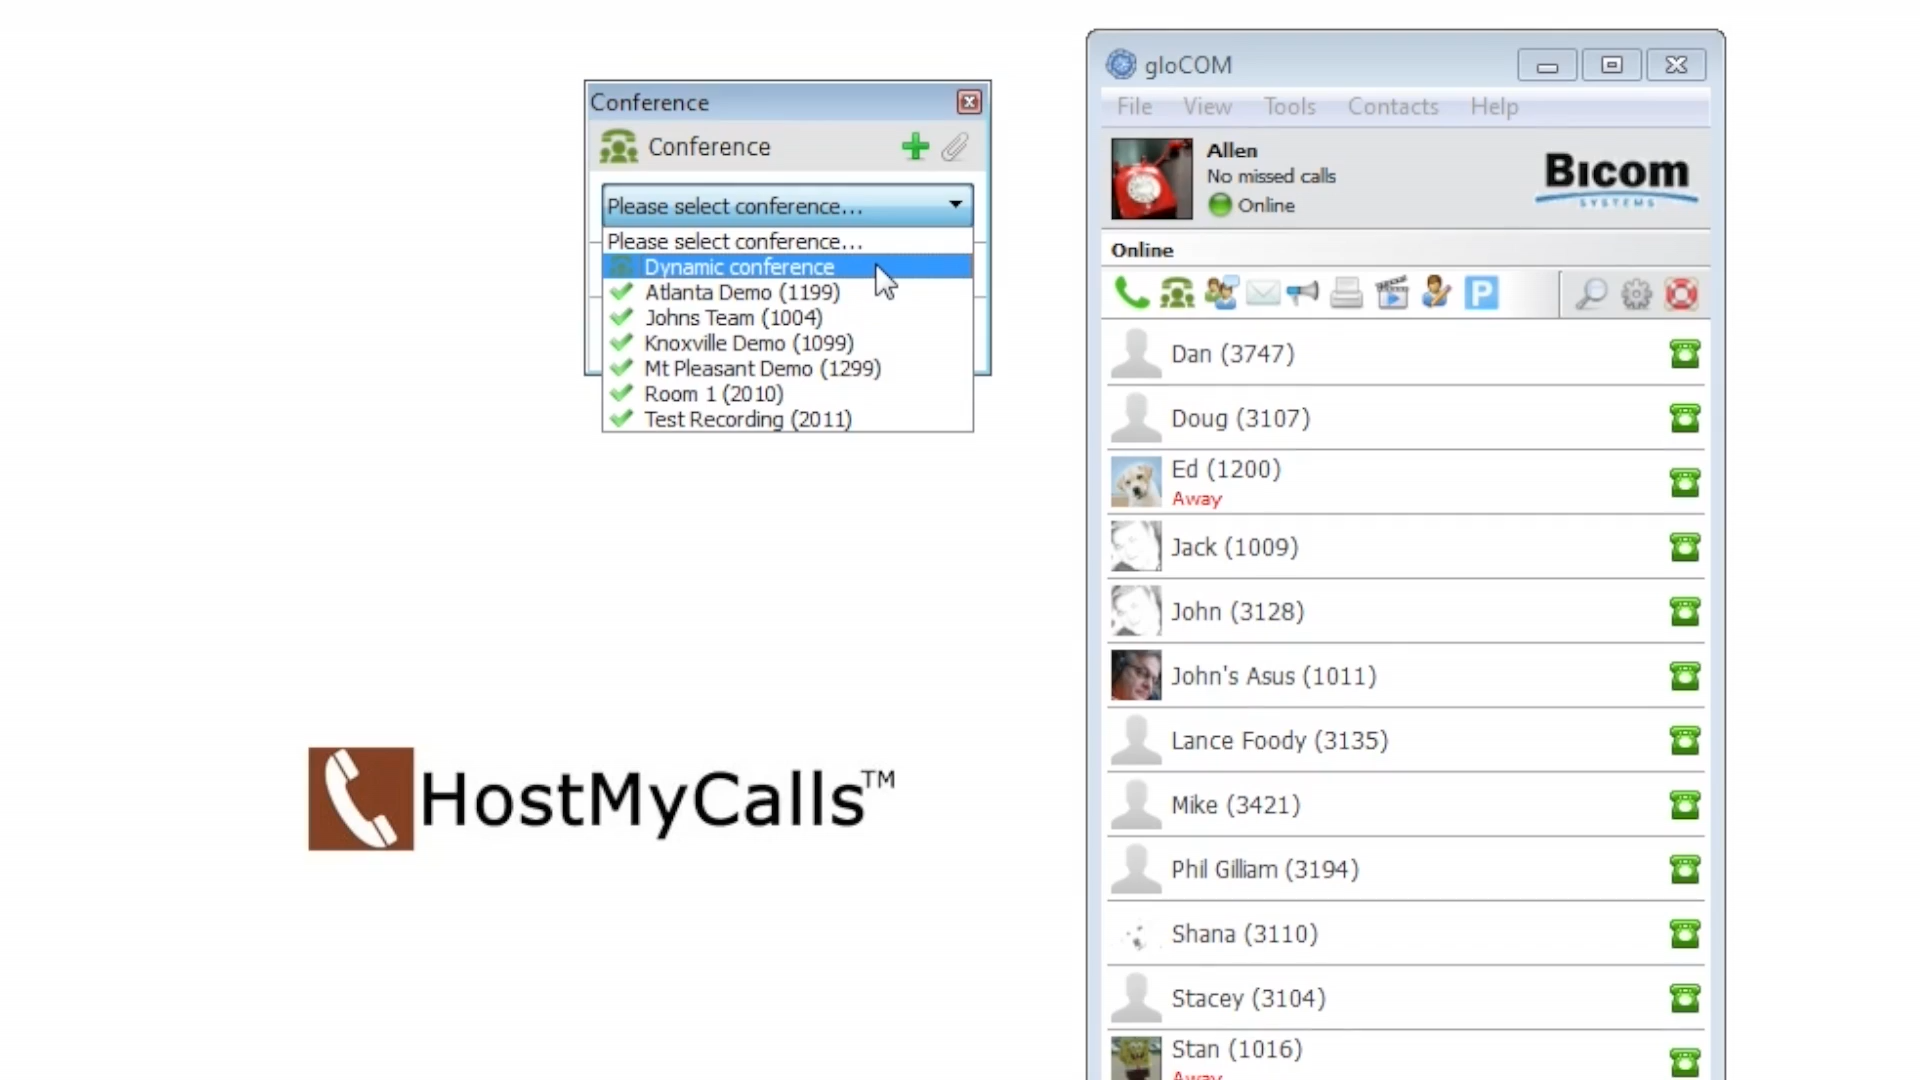 Conference
Conference
Please select conference...
Please select conference...
Dynamic conference
Atlanta Demo (1199)
Johns Team (1004)
Knoxville Demo (1099)
Mt Pleasant Demo (1299)
Room 1 (2010)
Test Recording (2011)
HostMyCalls™
gloCOM
File View Tools Contacts Help
Allen
No missed calls
Online
Bicom
SYSTEMS
Online
P
Dan (3747)
Doug (3107)
Ed (1200)
Away
Jack (1009)
John (3128)
John's Asus (1011)
Lance Foody (3135)
Mike (3421)
Phil Gilliam (3194)
Shana (3110)
Stacey (3104)
Stan (1016)
Away